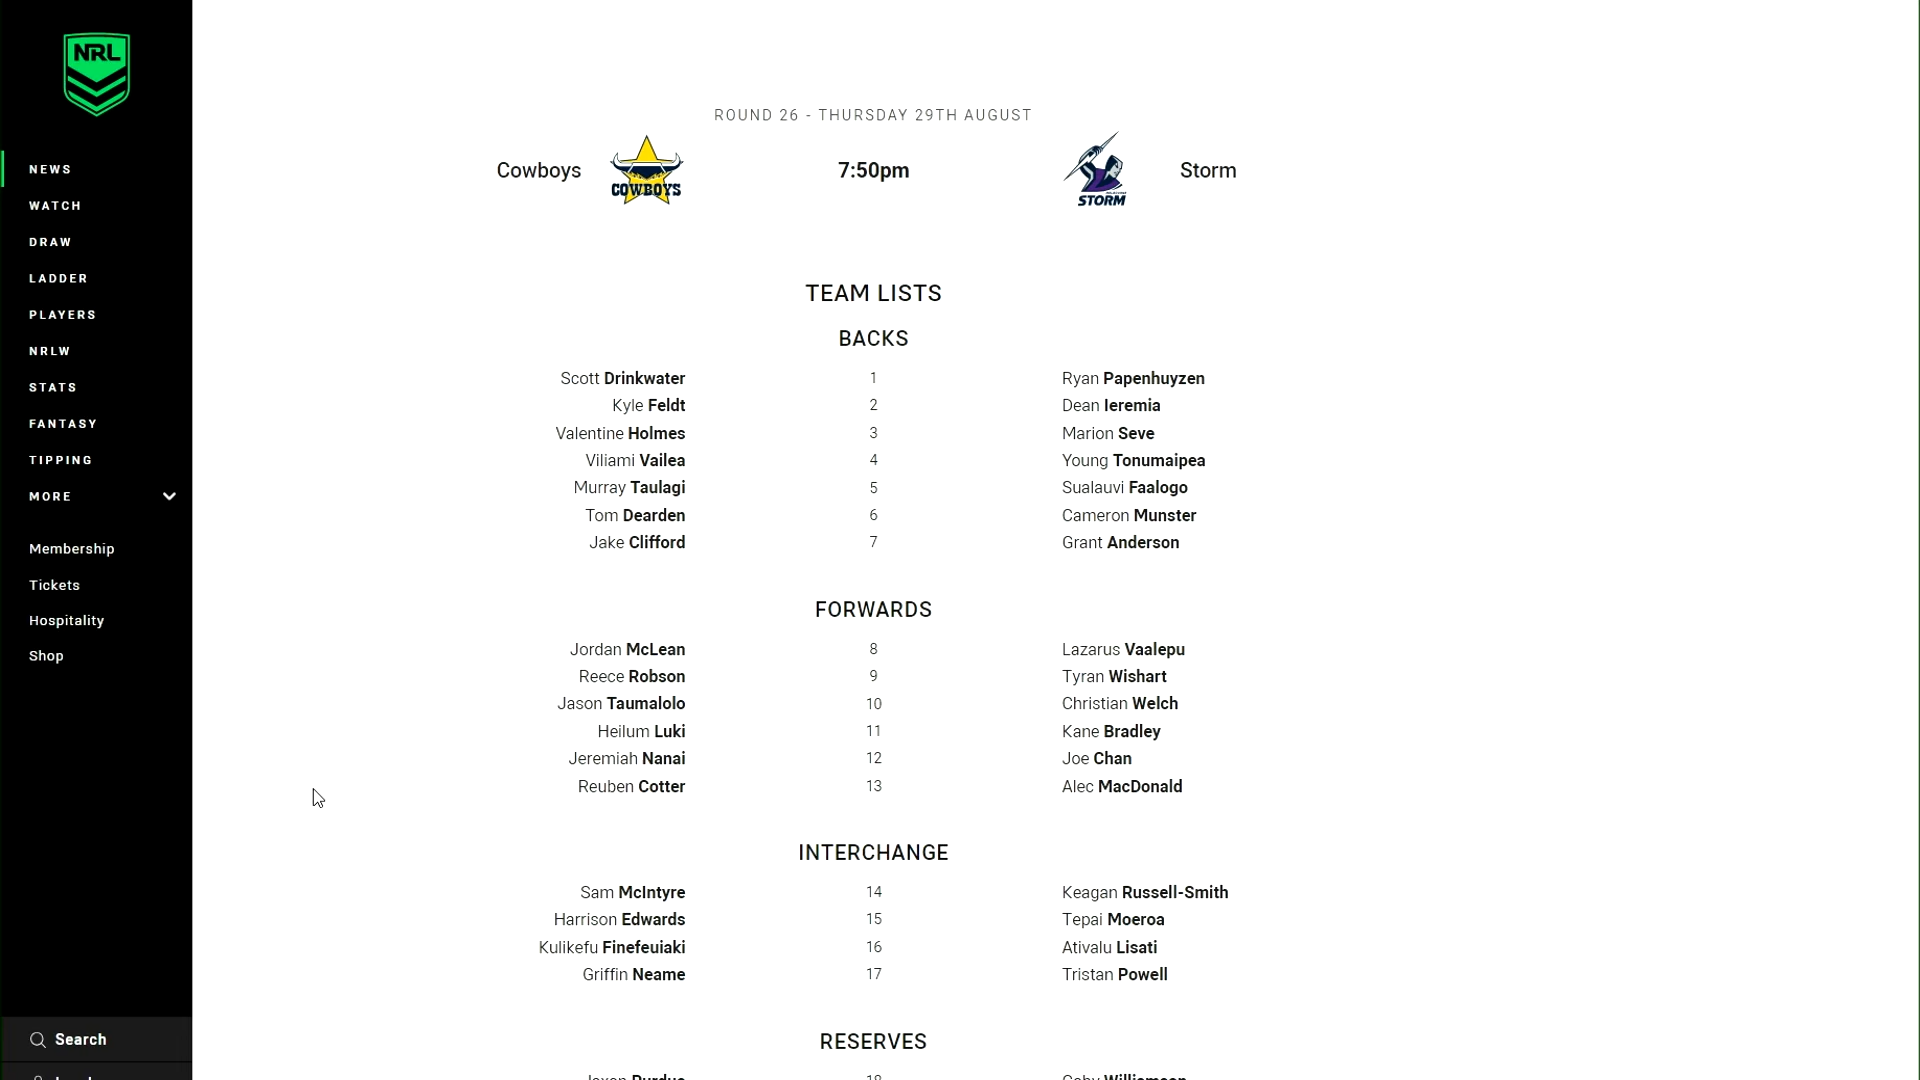 NRL
NEWS
WATCH
DRAW
LADDER
PLAYERS
NRLW
STATS
FANTASY
TIPPING
MORE
Membership
Tickets
Hospitality
Shop
Search
ROUND 26 - THURSDAY 29TH AUGUST
Cowboys COWBOYS 7:50pm STORM Storm
TEAM LISTS
BACKS
Scott Drinkwater 1 Ryan Papenhuyzen
Kyle Feldt 2 Dean Ieremia
Valentine Holmes 3 Marion Seve
Viliami Vailea 4 Young Tonumaipea
Murray Taulagi 5 Sualauvi Faalogo
Tom Dearden 6 Cameron Munster
Jake Clifford 7 Grant Anderson
FORWARDS
Jordan McLean 8 Lazarus Vaalepu
Reece Robson 9 Tyran Wishart
Jason Taumalolo 10 Christian Welch
Heilum Luki 11 Kane Bradley
Jeremiah Nanai 12 Joe Chan
Reuben Cotter 13 Alec MacDonald
INTERCHANGE
Sam McIntyre 14 Keagan Russell-Smith
Harrison Edwards 15 Tepai Moeroa
Kulikefu Finefeuiaki 16 Ativalu Lisati
Griffin Neame 17 Tristan Powell
RESERVES